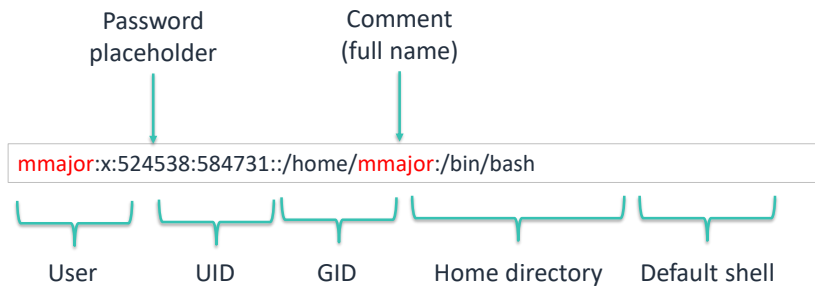 Password
placeholder
Comment
(full name)
mmajor:x:524538:584731::/home/mmajor:/bin/bash
User
UID
GID
Home directory
Default shell